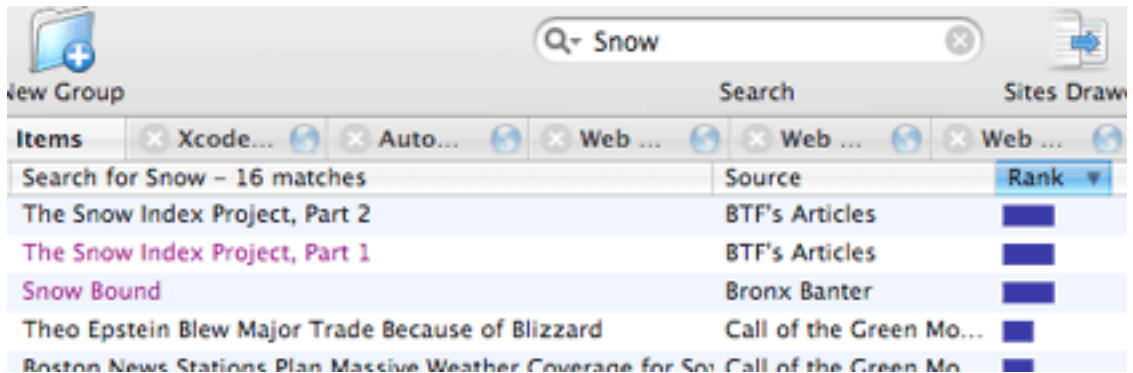 Snow
New Group Search Sites Draw
Items Xcode... Auto... Web ... Web ... Web ...
Search for Snow – 16 matches Source Rank
The Snow Index Project, Part 2 BTF's Articles
The Snow Index Project, Part 1 BTF's Articles
Snow Bound Bronx Banter
Theo Epstein Blew Major Trade Because of Blizzard Call of the Green Mo...
Boston News Stations Plan Massive Weather Coverage for Call of the Green Mo